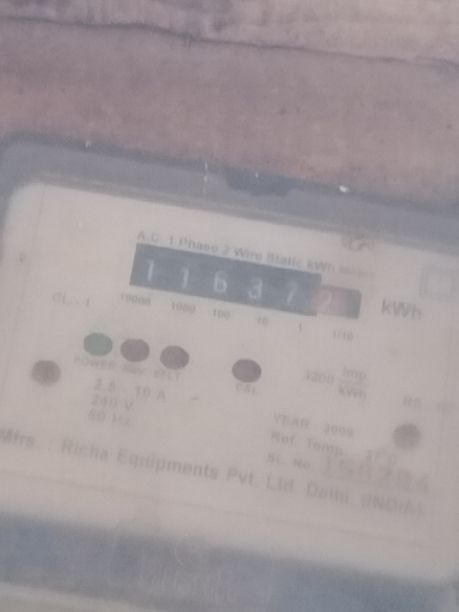 A.C. 1 Phase 2 Wire Static kWh Meter
1 1 6 3 7 2 kWh
CL.-1 10000 1000 100 10 1 1/10
POWER REV EFLT CAL
3200 imp
kWh
2.5 - 10 A
240 V
50 Hz
YEAR 2009
Ref. Temp.
SL. No.
Mfrs. : Richa Equipments Pvt. Ltd. Delhi. (INDIA)